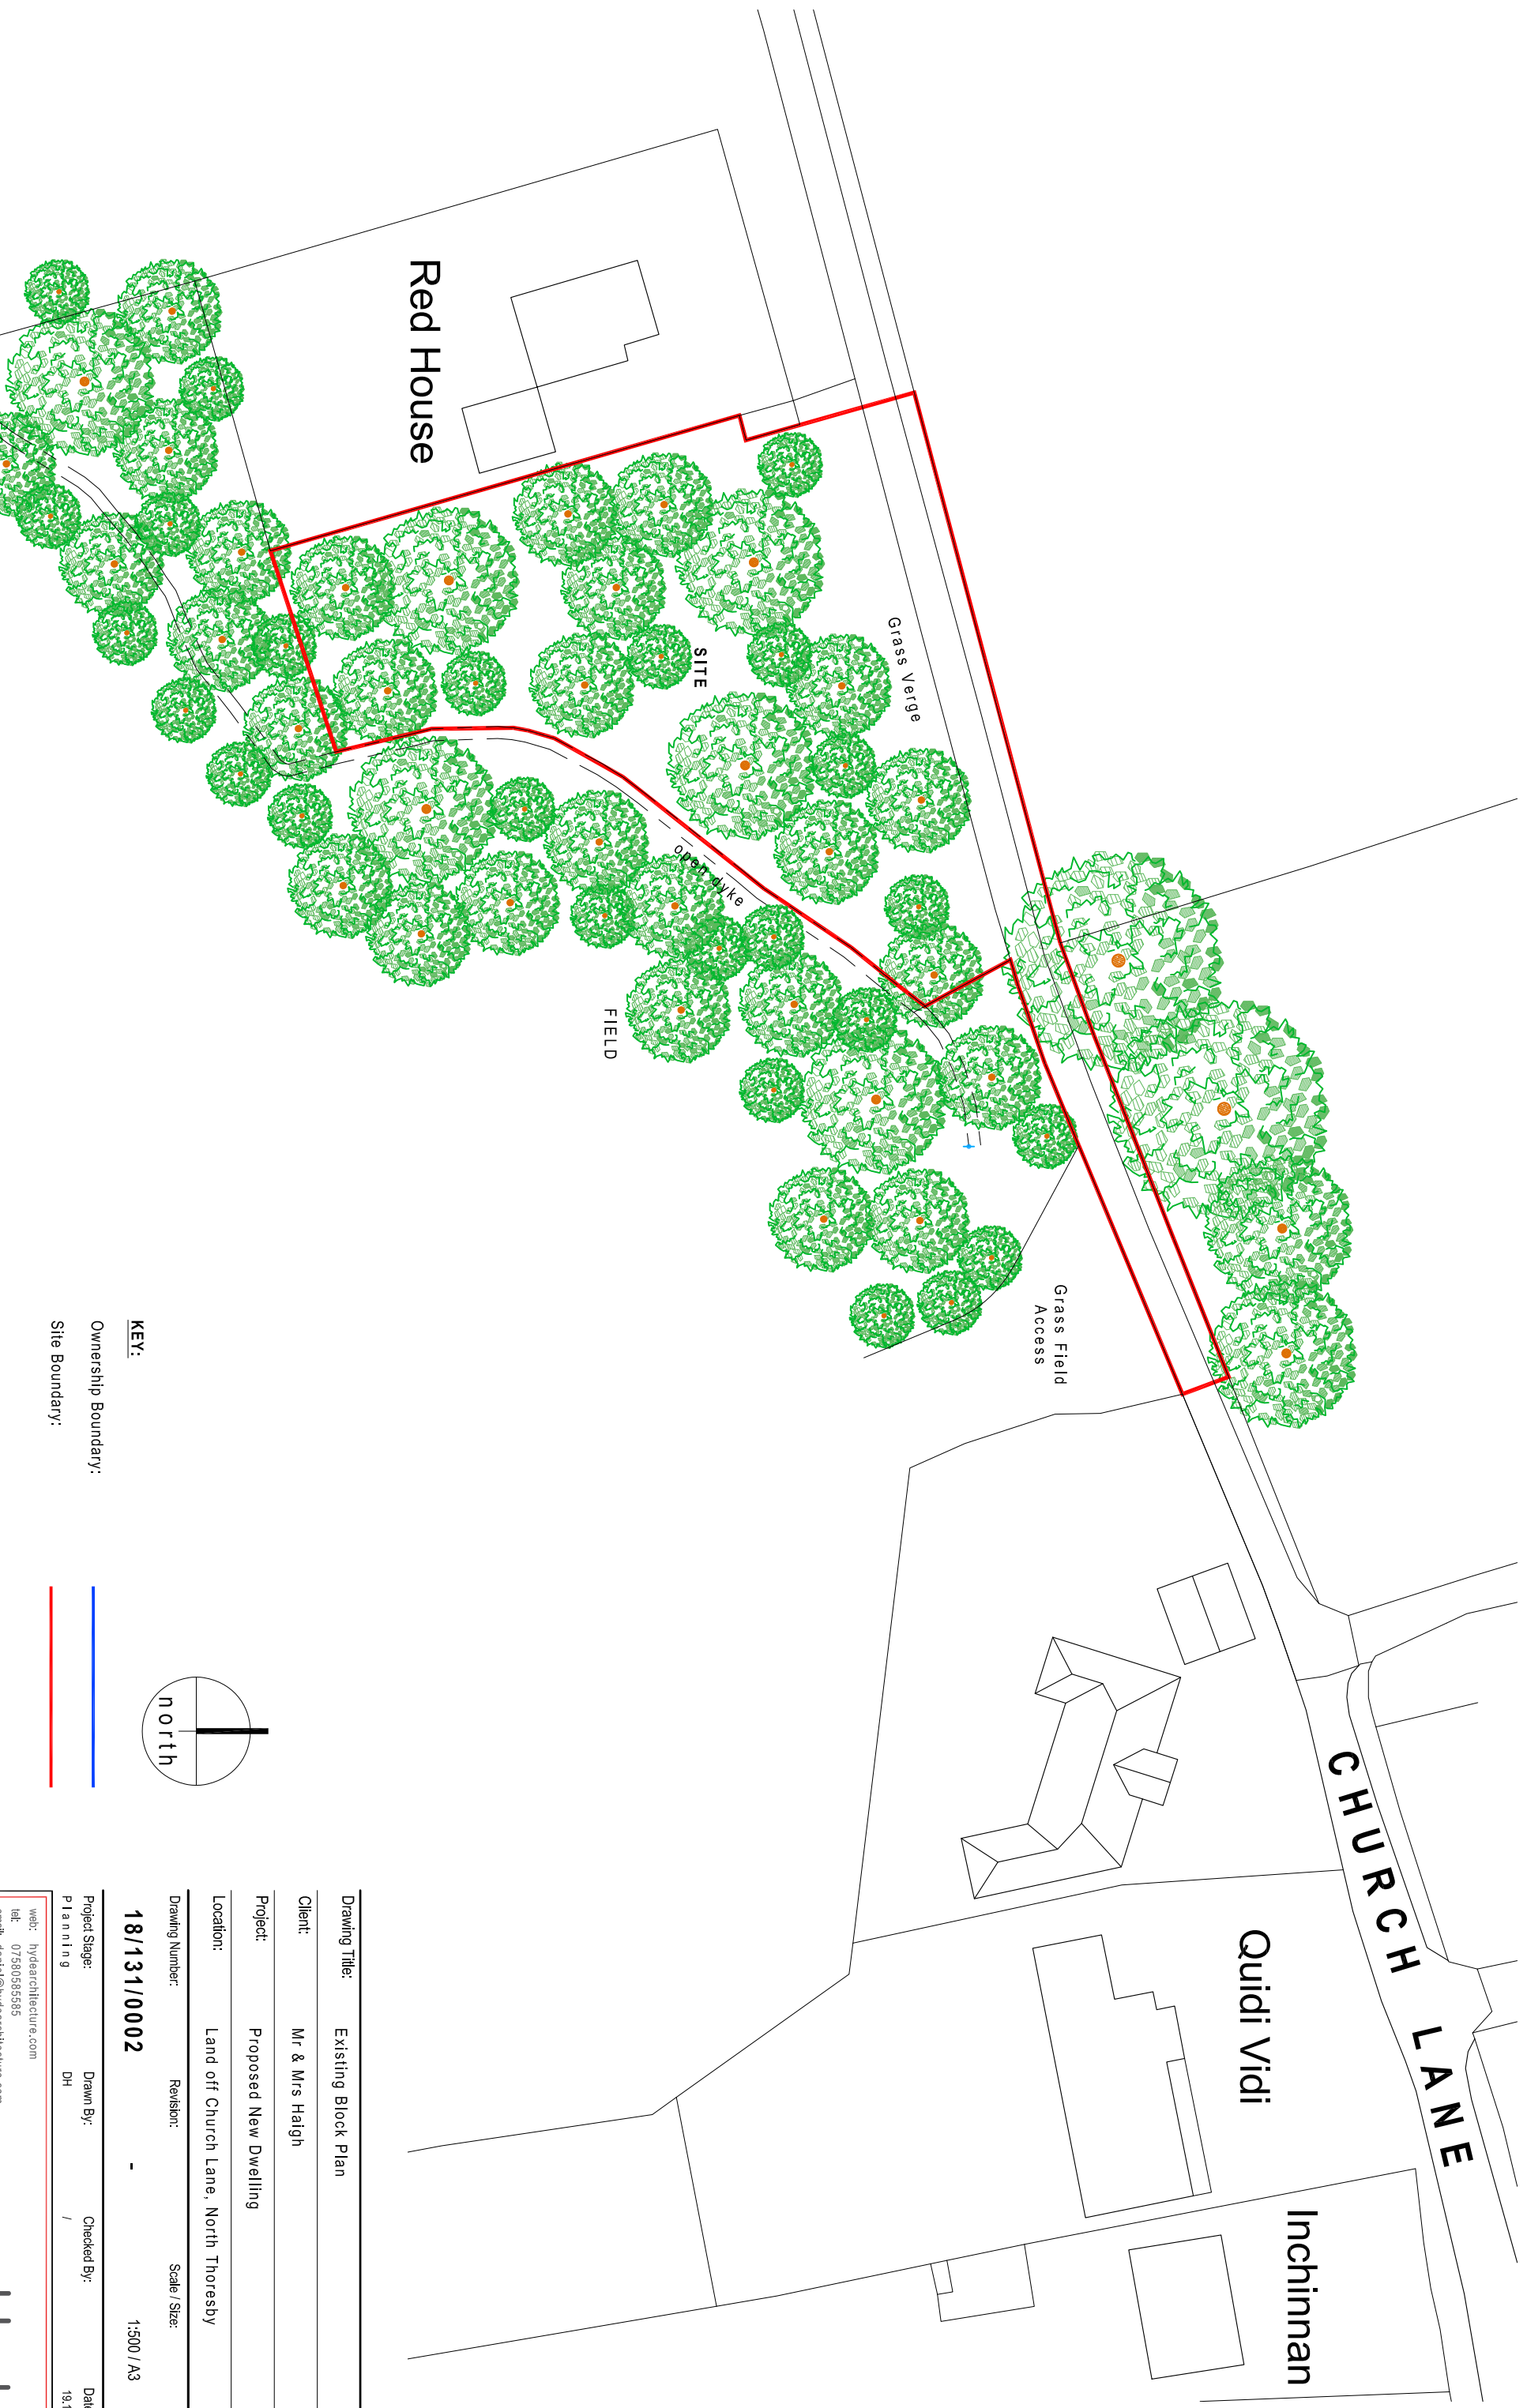 CHURCH LANE
Inchinnan
Quidi Vidi
Grass Field
Access
Grass Verge
SITE
open dyke
FIELD
Red House
north
KEY:
Ownership Boundary:
Site Boundary:
Drawing Title: Existing Block Plan
Client: Mr & Mrs Haigh
Project: Proposed New Dwelling
Location: Land off Church Lane, North Thoresby
Drawing Number: Revision: Scale / Size:
18/131/0002 - 1:500 / A3
Project Stage: Drawn By: Checked By:
Planning DH /
web: hydearchitecture.com
tel: 07580585585